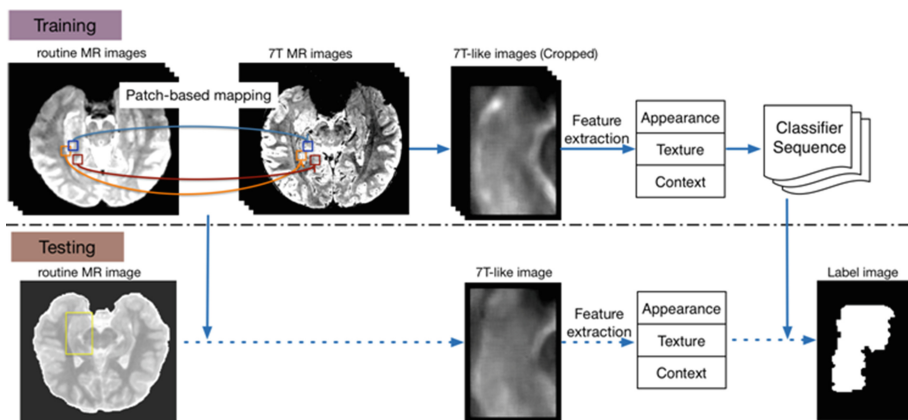 Training
routine MR images
7T MR images
7T-like images (Cropped)
Patch-based mapping
Feature
extraction
Appearance
Texture
Context
Classifier
Sequence
Testing
routine MR image
7T-like image
Label image
Feature
extraction
Appearance
Texture
Context